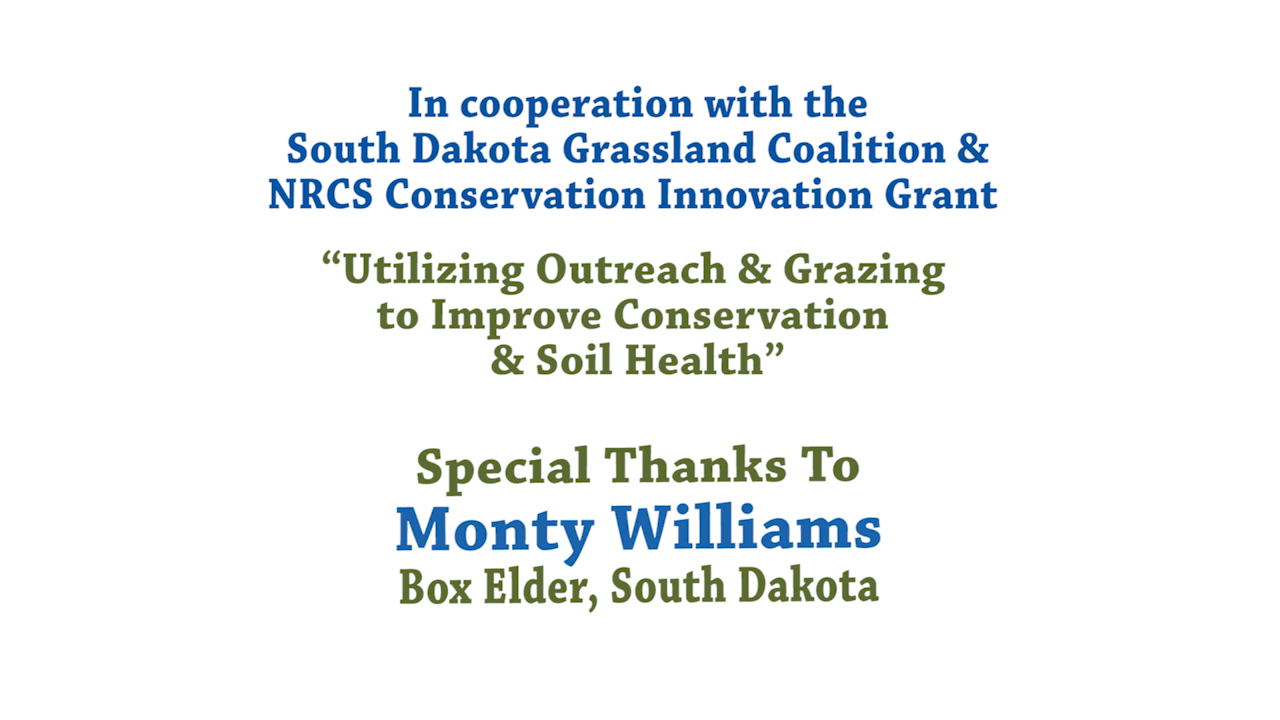 In cooperation with the
South Dakota Grassland Coalition &
NRCS Conservation Innovation Grant
“Utilizing Outreach & Grazing
to Improve Conservation
& Soil Health”
Special Thanks To
Monty Williams
Box Elder, South Dakota